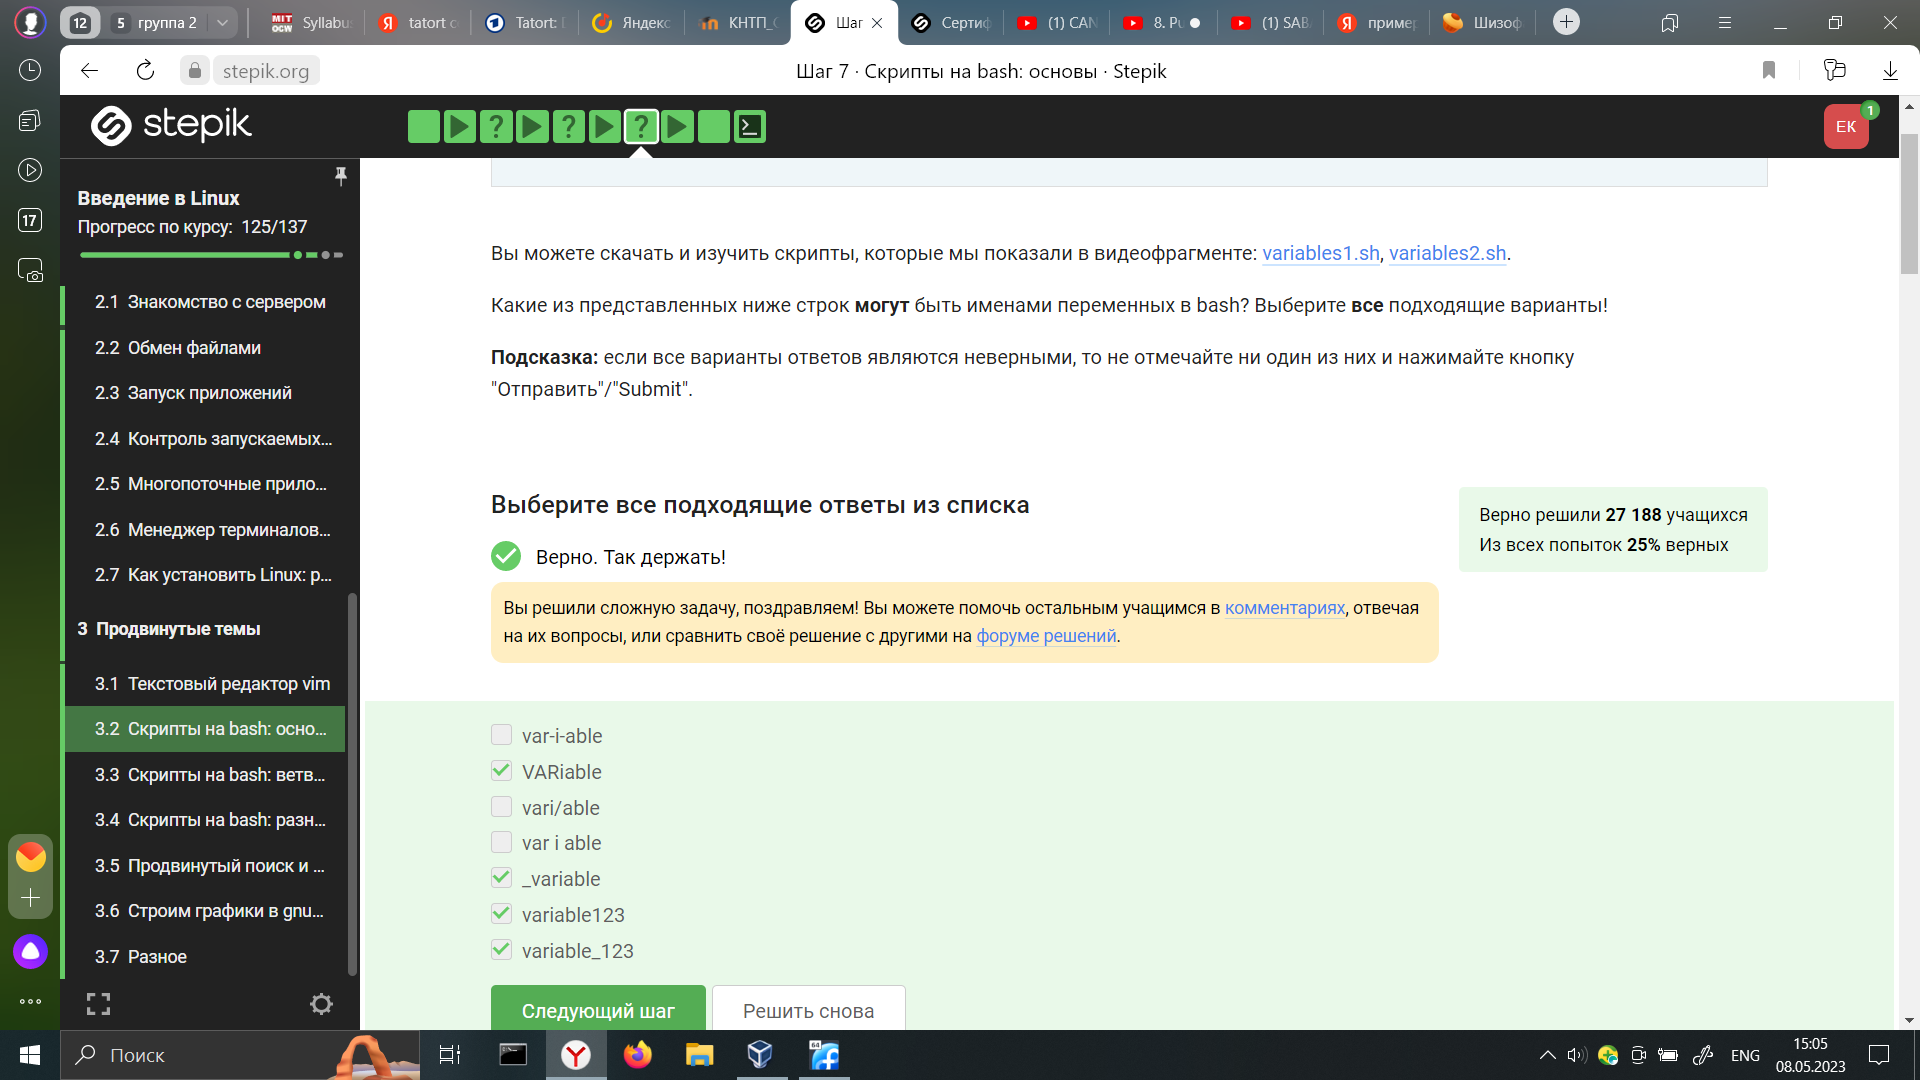 12
5 группа 2
MIT OCW Syllabu
tatort c
Tatort: 
Яндекс
КНТП_С
Шаг
Сертиф
(1) CAN
8. Pu
(1) SAB
пример
Шизоф
stepik.org
Шаг 7 · Скрипты на bash: основы · Stepik
stepik
? ? ?
ЕК
1
17
Введение в Linux
Прогресс по курсу: 125/137
2.1 Знакомство с сервером
2.2 Обмен файлами
2.3 Запуск приложений
2.4 Контроль запускаемых...
2.5 Многопоточные прило...
2.6 Менеджер терминалов...
2.7 Как установить Linux: р...
3 Продвинутые темы
3.1 Текстовый редактор vim
3.2 Скрипты на bash: осно...
3.3 Скрипты на bash: ветв...
3.4 Скрипты на bash: разн...
3.5 Продвинутый поиск и ...
3.6 Строим графики в gnu...
3.7 Разное
Вы можете скачать и изучить скрипты, которые мы показали в видеофрагменте: variables1.sh, variables2.sh.
Какие из представленных ниже строк могут быть именами переменных в bash? Выберите все подходящие варианты!
Подсказка: если все варианты ответов являются неверными, то не отмечайте ни один из них и нажимайте кнопку
"Отправить"/"Submit".
Выберите все подходящие ответы из списка
Верно решили 27 188 учащихся
Из всех попыток 25% верных
Верно. Так держать!
Вы решили сложную задачу, поздравляем! Вы можете помочь остальным учащимся в комментариях, отвечая
на их вопросы, или сравнить своё решение с другими на форуме решений.
var-i-able
VARiable
vari/able
var i able
_variable
variable123
variable_123
Следующий шаг
Решить снова
Поиск
64
ENG
15:05
08.05.2023